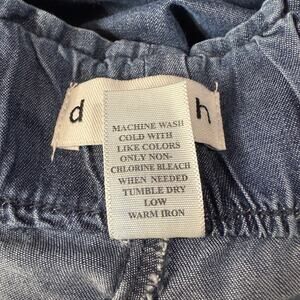 d h
MACHINE WASH
COLD WITH
LIKE COLORS
ONLY NON-
CHLORINE BLEACH
WHEN NEEDED
TUMBLE DRY
LOW
WARM IRON